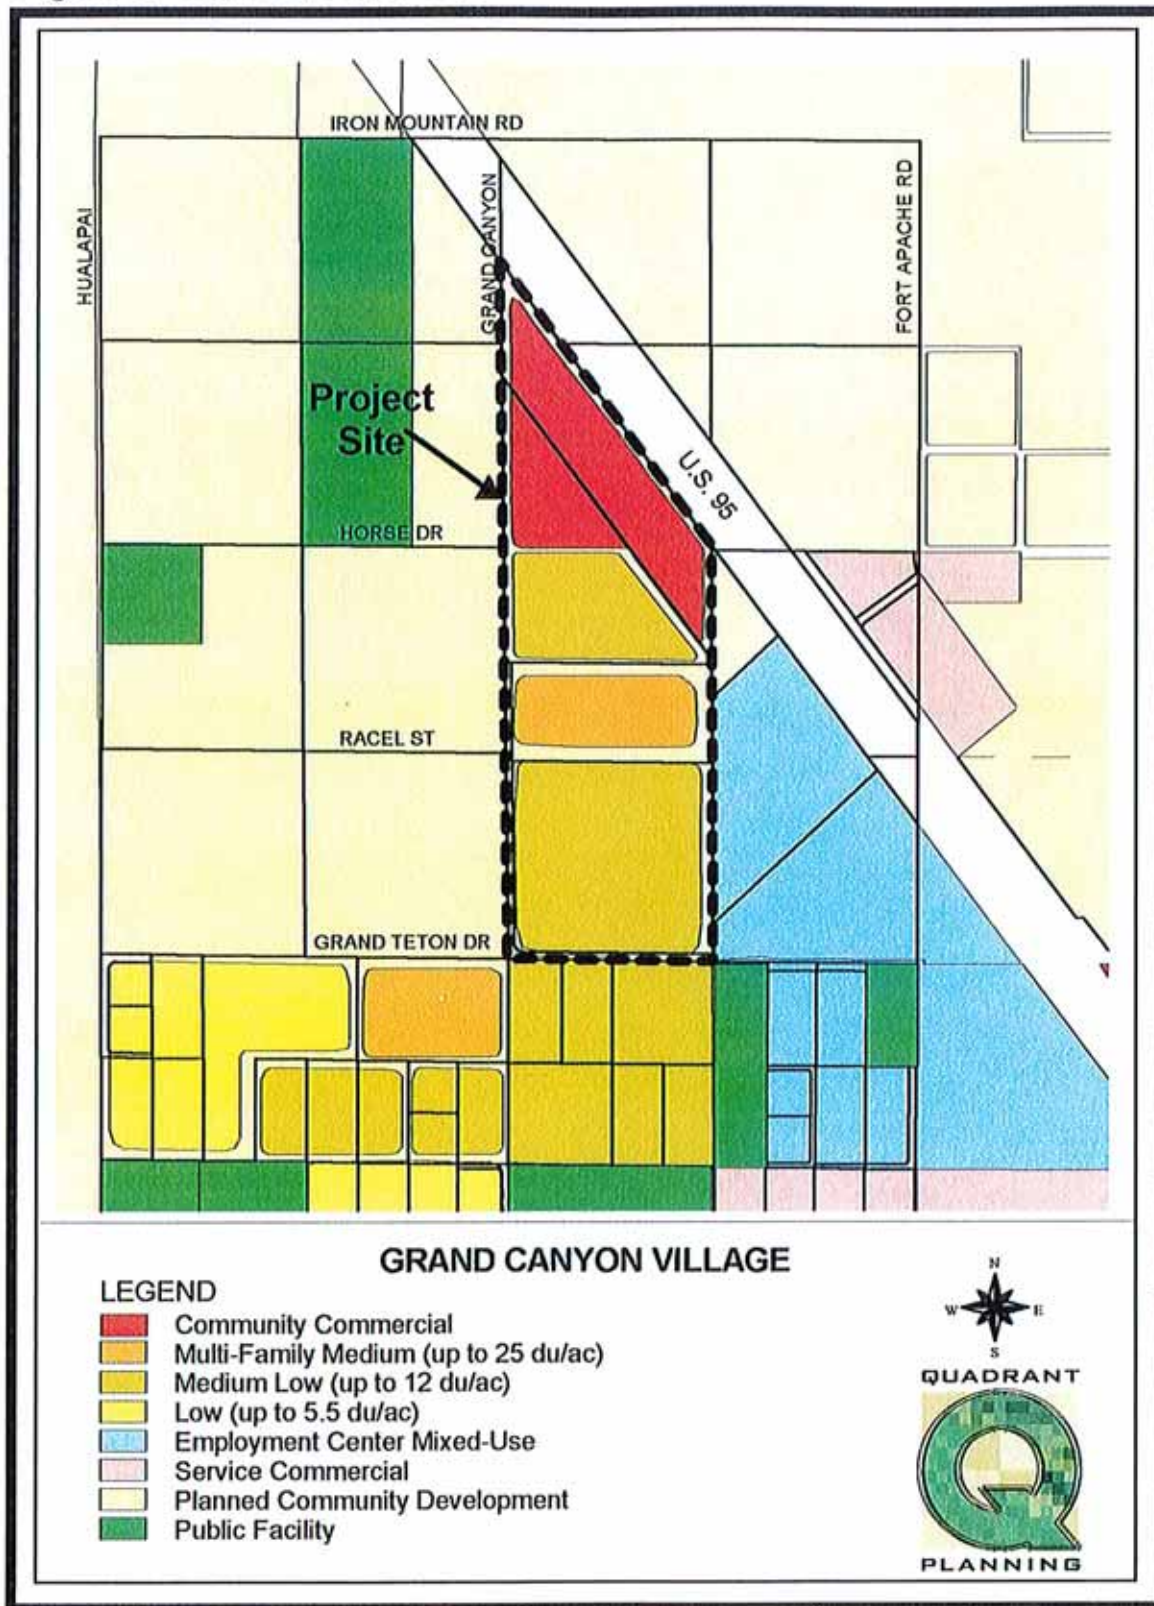 IRON MOUNTAIN RD
HUALAPAI
GRAND CANYON
FORT APACHE RD
Project
Site
U.S. 95
HORSE DR
RACEL ST
GRAND TETON DR
GRAND CANYON VILLAGE
LEGEND
Community Commercial
Multi-Family Medium (up to 25 du/ac)
Medium Low (up to 12 du/ac)
Low (up to 5.5 du/ac)
Employment Center Mixed-Use
Service Commercial
Planned Community Development
Public Facility
N
W E
S
QUADRANT
Q
PLANNING